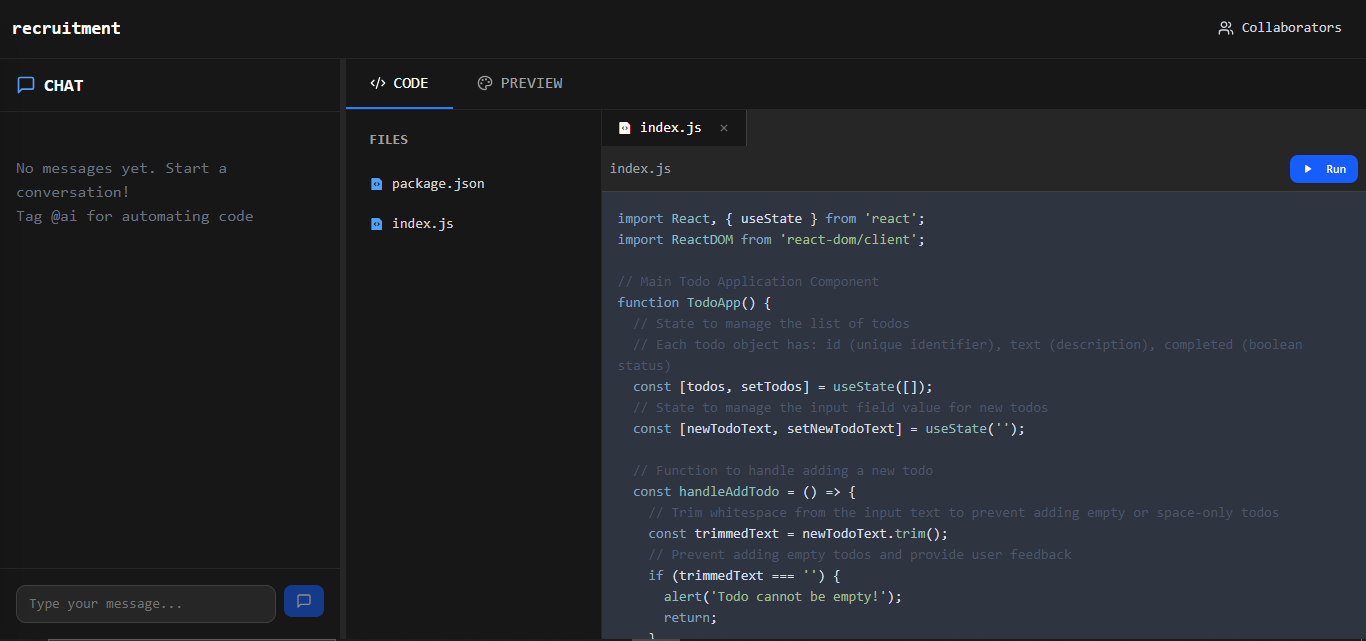 recruitment
Collaborators
CHAT
CODE
PREVIEW
No messages yet. Start a
conversation!
Tag @ai for automating code
Type your message...
FILES
package.json
index.js
index.js
index.js
Run
import React, { useState } from 'react';
import ReactDOM from 'react-dom/client';
// Main Todo Application Component
function TodoApp() {
// State to manage the list of todos
// Each todo object has: id (unique identifier), text (description), completed (boolean
status)
const [todos, setTodos] = useState([]);
// State to manage the input field value for new todos
const [newTodoText, setNewTodoText] = useState('');
// Function to handle adding a new todo
const handleAddTodo = () => {
// Trim whitespace from the input text to prevent adding empty or space-only todos
const trimmedText = newTodoText.trim();
// Prevent adding empty todos and provide user feedback
if (trimmedText === '') {
alert('Todo cannot be empty!');
return;
}